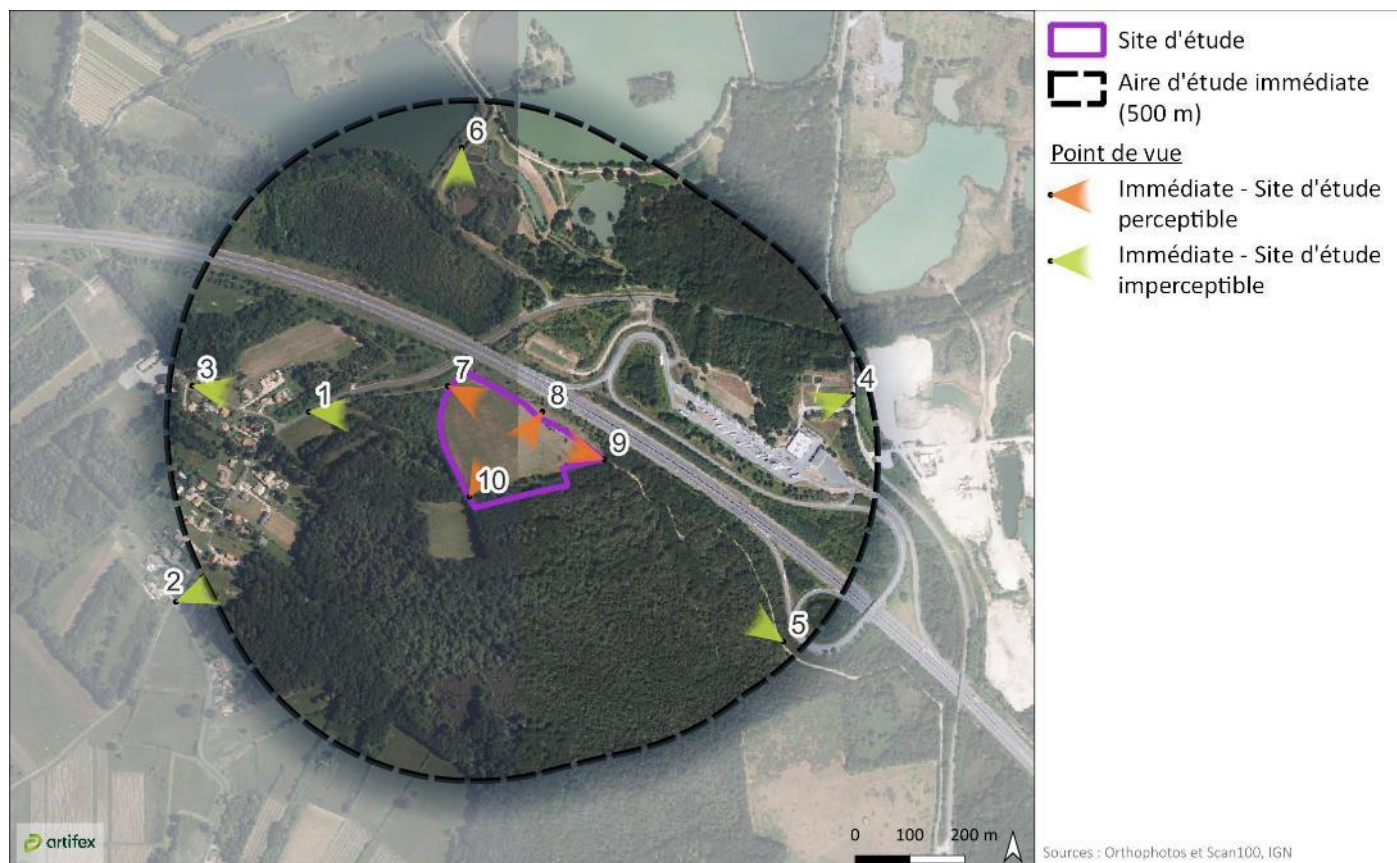 Site d'étude
Aire d'étude immédiate
(500 m)
Point de vue
Immédiate - Site d'étude
perceptible
Immédiate - Site d'étude
imperceptible
6
3
1
7
8
4
9
10
2
5
0 100 200 m
artifex
Sources : Orthophotos et Scan100, IGN